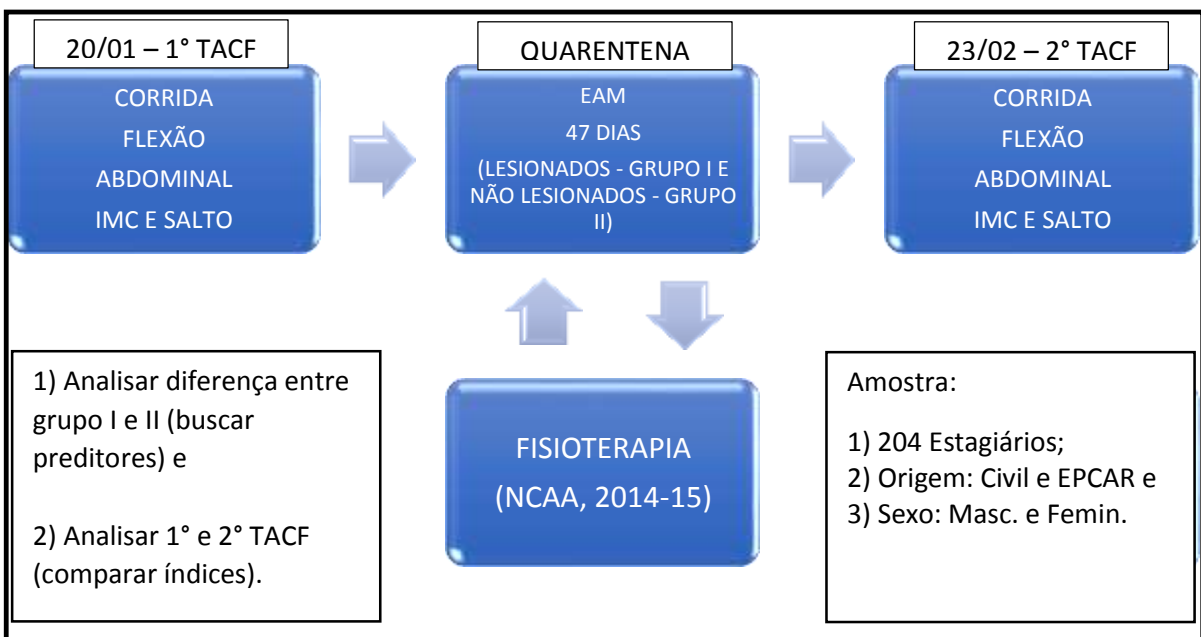 20/01 – 1° TACF
CORRIDA
FLEXÃO
ABDOMINAL
IMC E SALTO
QUARENTENA
EAM
47 DIAS
(LESIONADOS - GRUPO I E
NÃO LESIONADOS - GRUPO
II)
23/02 – 2° TACF
CORRIDA
FLEXÃO
ABDOMINAL
IMC E SALTO
1) Analisar diferença entre
grupo I e II (buscar
preditores) e
2) Analisar 1° e 2° TACF
(comparar índices).
FISIOTERAPIA
(NCAA, 2014-15)
Amostra:
1) 204 Estagiários;
2) Origem: Civil e EPCAR e
3) Sexo: Masc. e Femin.